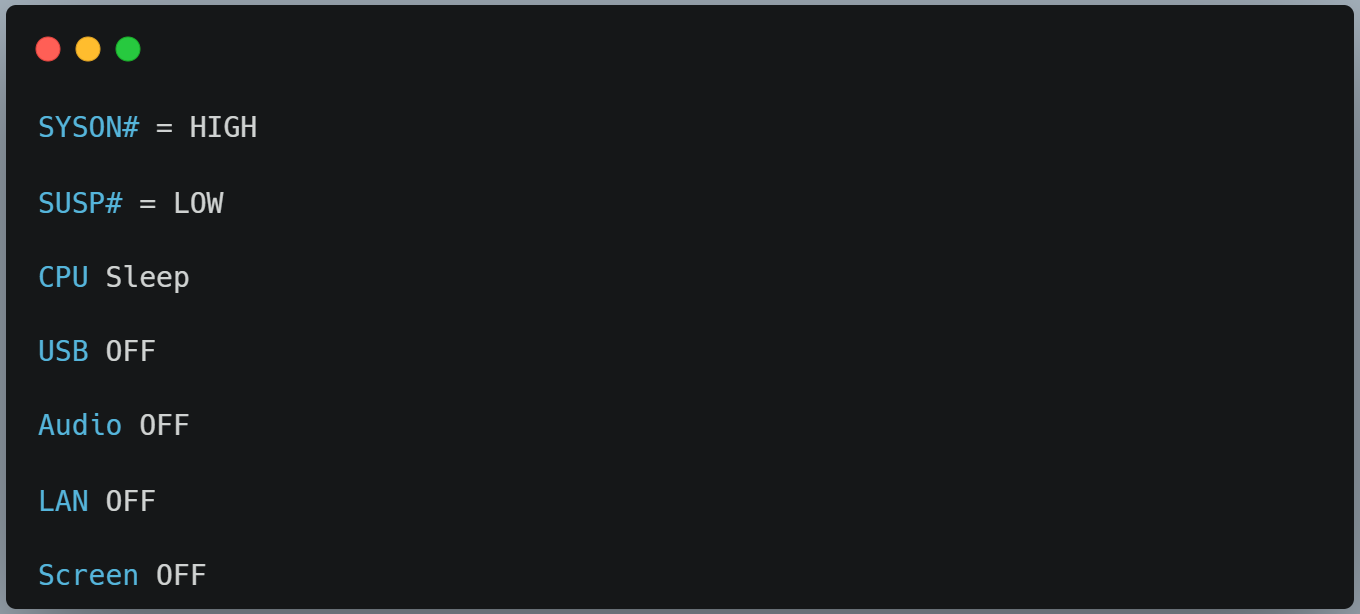 SYSON# = HIGH
SUSP# = LOW
CPU Sleep
USB OFF
Audio OFF
LAN OFF
Screen OFF